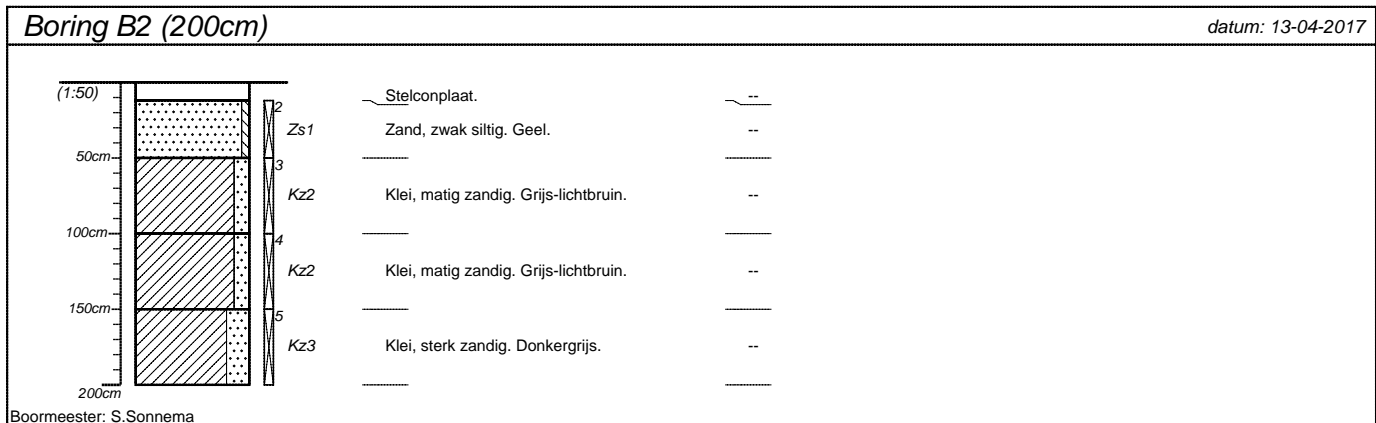 Boring B2 (200cm) datum: 13-04-2017
(1:50) Stelconplaat. --
2
Zs1 Zand, zwak siltig. Geel. --
50cm
3
Kz2 Klei, matig zandig. Grijs-lichtbruin. --
100cm
4
Kz2 Klei, matig zandig. Grijs-lichtbruin. --
150cm
5
Kz3 Klei, sterk zandig. Donkergrijs. --
200cm
Boormeester: S.Sonnema